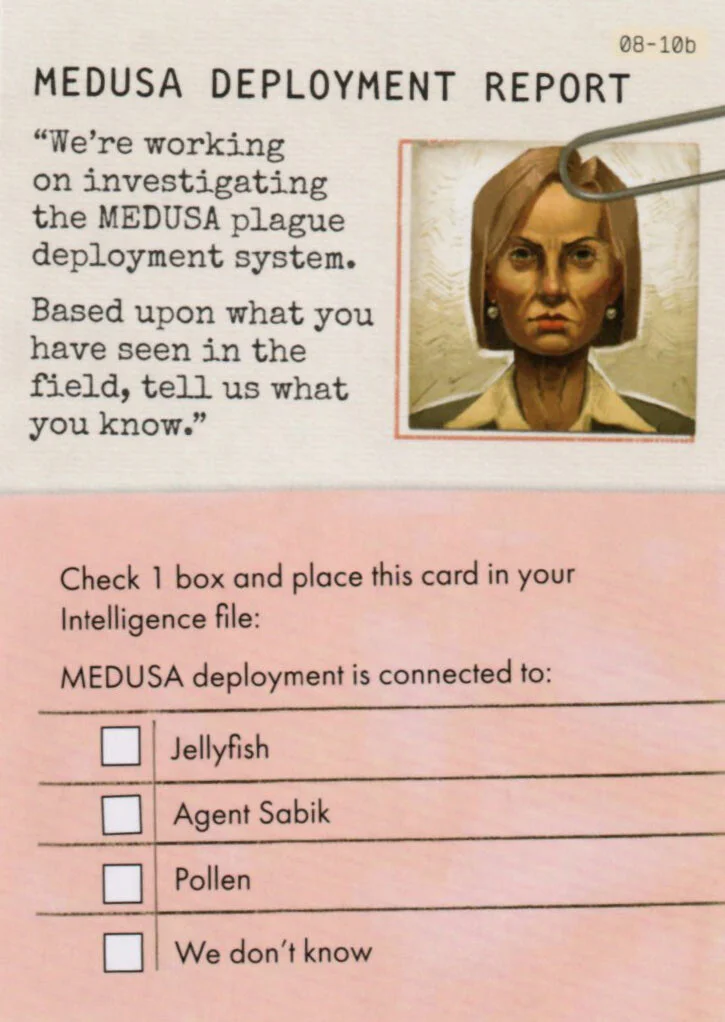 08-10b
MEDUSA DEPLOYMENT REPORT
“We’re working
on investigating
the MEDUSA plague
deployment system.
Based upon what you
have seen in the
field, tell us what
you know.”
Check 1 box and place this card in your
Intelligence file:
MEDUSA deployment is connected to:
Jellyfish
Agent Sabik
Pollen
We don’t know